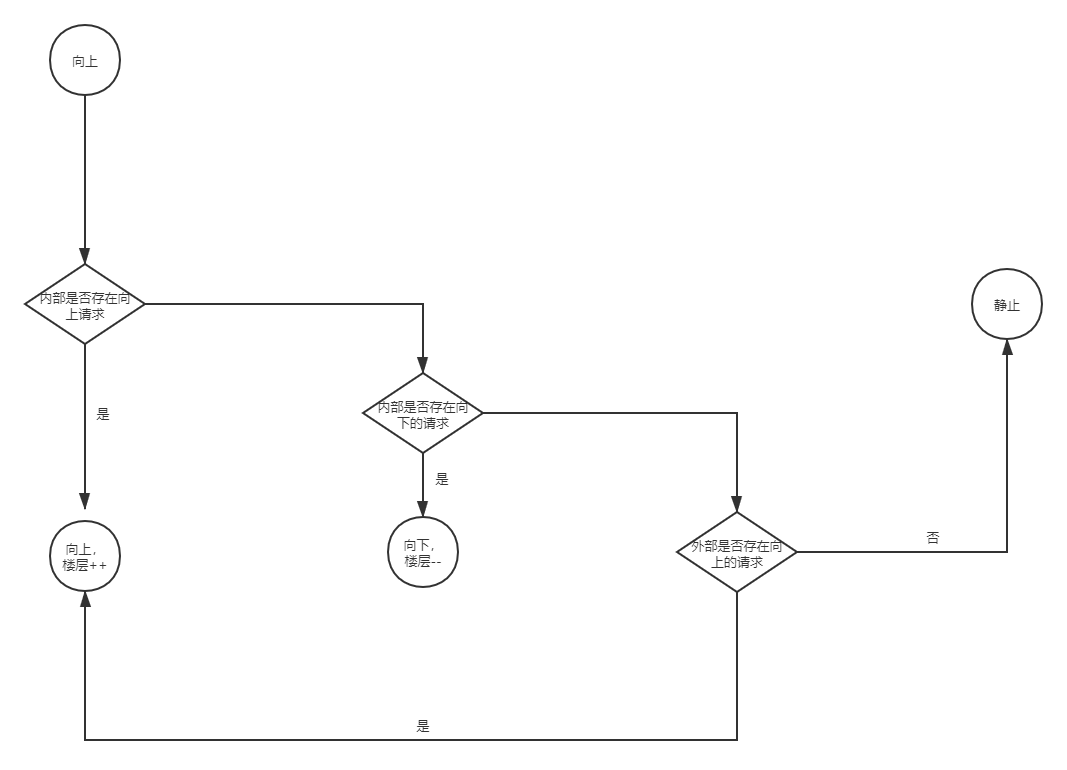 向上
内部是否存在向
上请求
静止
内部是否存在向
下的请求
是
是
外部是否存在向
上的请求
否
向上，
楼层++
向下，
楼层--
是